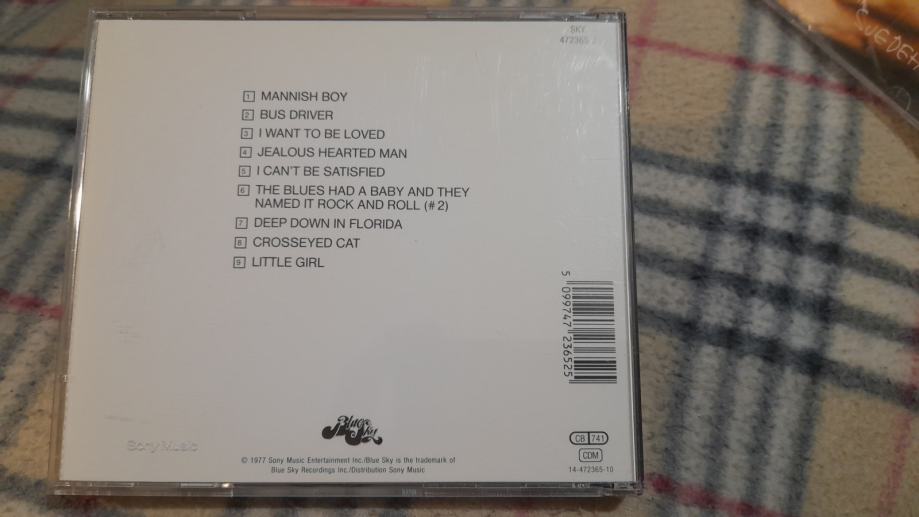 SKY
472365 2
1 MANNISH BOY
2 BUS DRIVER
3 I WANT TO BE LOVED
4 JEALOUS HEARTED MAN
5 I CAN'T BE SATISFIED
6 THE BLUES HAD A BABY AND THEY
NAMED IT ROCK AND ROLL (#2)
7 DEEP DOWN IN FLORIDA
8 CROSSEYED CAT
9 LITTLE GIRL
5 099747 236525
Blue Sky
Sony Music
© 1977 Sony Music Entertainment Inc./Blue Sky is the trademark of
Blue Sky Recordings Inc./Distribution Sony Music
CB 741
CDM
14-472365-10